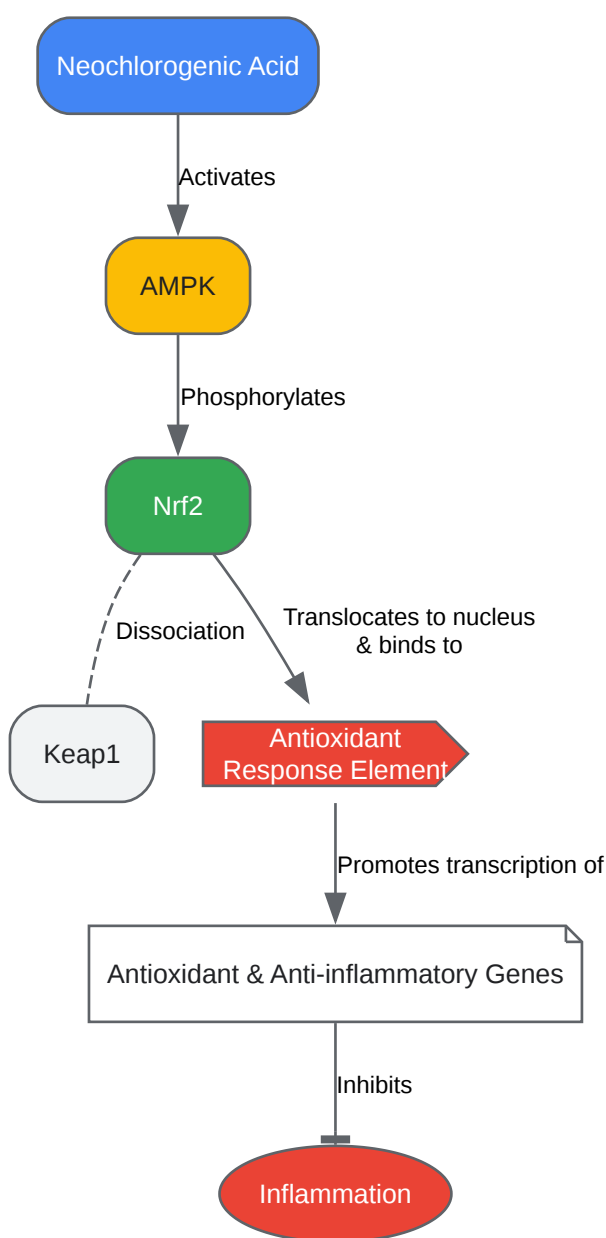 Neochlorogenic Acid
Activates
AMPK
Phosphorylates
Nrf2
Dissociation
Translocates to nucleus
& binds to
Keap1
Antioxidant
Response Element
Promotes transcription of
Antioxidant & Anti-inflammatory Genes
Inhibits
Inflammation